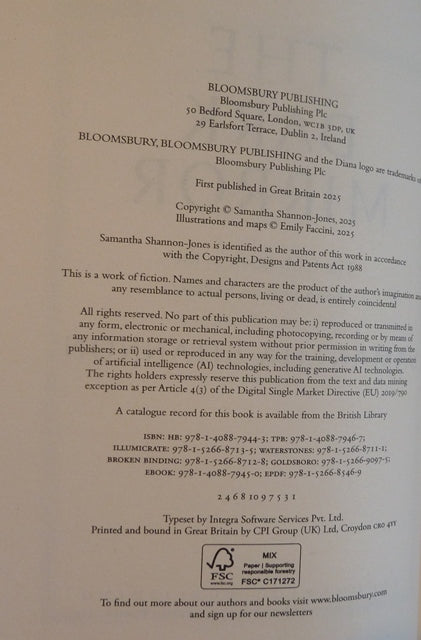 BLOOMSBURY PUBLISHING
Bloomsbury Publishing Plc
50 Bedford Square, London, WC1B 3DP, UK
29 Earlsfort Terrace, Dublin 2, Ireland
BLOOMSBURY, BLOOMSBURY PUBLISHING and the Diana logo are trademarks of
Bloomsbury Publishing Plc
First published in Great Britain 2025
Copyright © Samantha Shannon-Jones, 2025
Illustrations and maps © Emily Faccini, 2025
Samantha Shannon-Jones is identified as the author of this work in accordance
with the Copyright, Designs and Patents Act 1988
This is a work of fiction. Names and characters are the product of the author's imagination and
any resemblance to actual persons, living or dead, is entirely coincidental
All rights reserved. No part of this publication may be: i) reproduced or transmitted in
any form, electronic or mechanical, including photocopying, recording or by means of
any information storage or retrieval system without prior permission in writing from the
publishers; or ii) used or reproduced in any way for the training, development or operation
of artificial intelligence (AI) technologies, including generative AI technologies.
The rights holders expressly reserve this publication from the text and data mining
exception as per Article 4(3) of the Digital Single Market Directive (EU) 2019/790
A catalogue record for this book is available from the British Library
ISBN: HB: 978-1-4088-7944-3; TPB: 978-1-4088-7946-7;
ILLUMICRATE: 978-1-5266-8713-5; WATERSTONES: 978-1-5266-8711-1;
BROKEN BINDING: 978-1-5266-8712-8; GOLDSBORO: 978-1-5266-9097-5;
EBOOK: 978-1-4088-7945-0; EPDF: 978-1-5266-8546-9
2 4 6 8 10 9 7 5 3 1
Typeset by Integra Software Services Pvt. Ltd.
Printed and bound in Great Britain by CPI Group (UK) Ltd, Croydon CR0 4YY
FSC
www.fsc.org
MIX
Paper | Supporting
responsible forestry
FSC® C171272
To find out more about our authors and books visit www.bloomsbury.com
and sign up for our newsletters